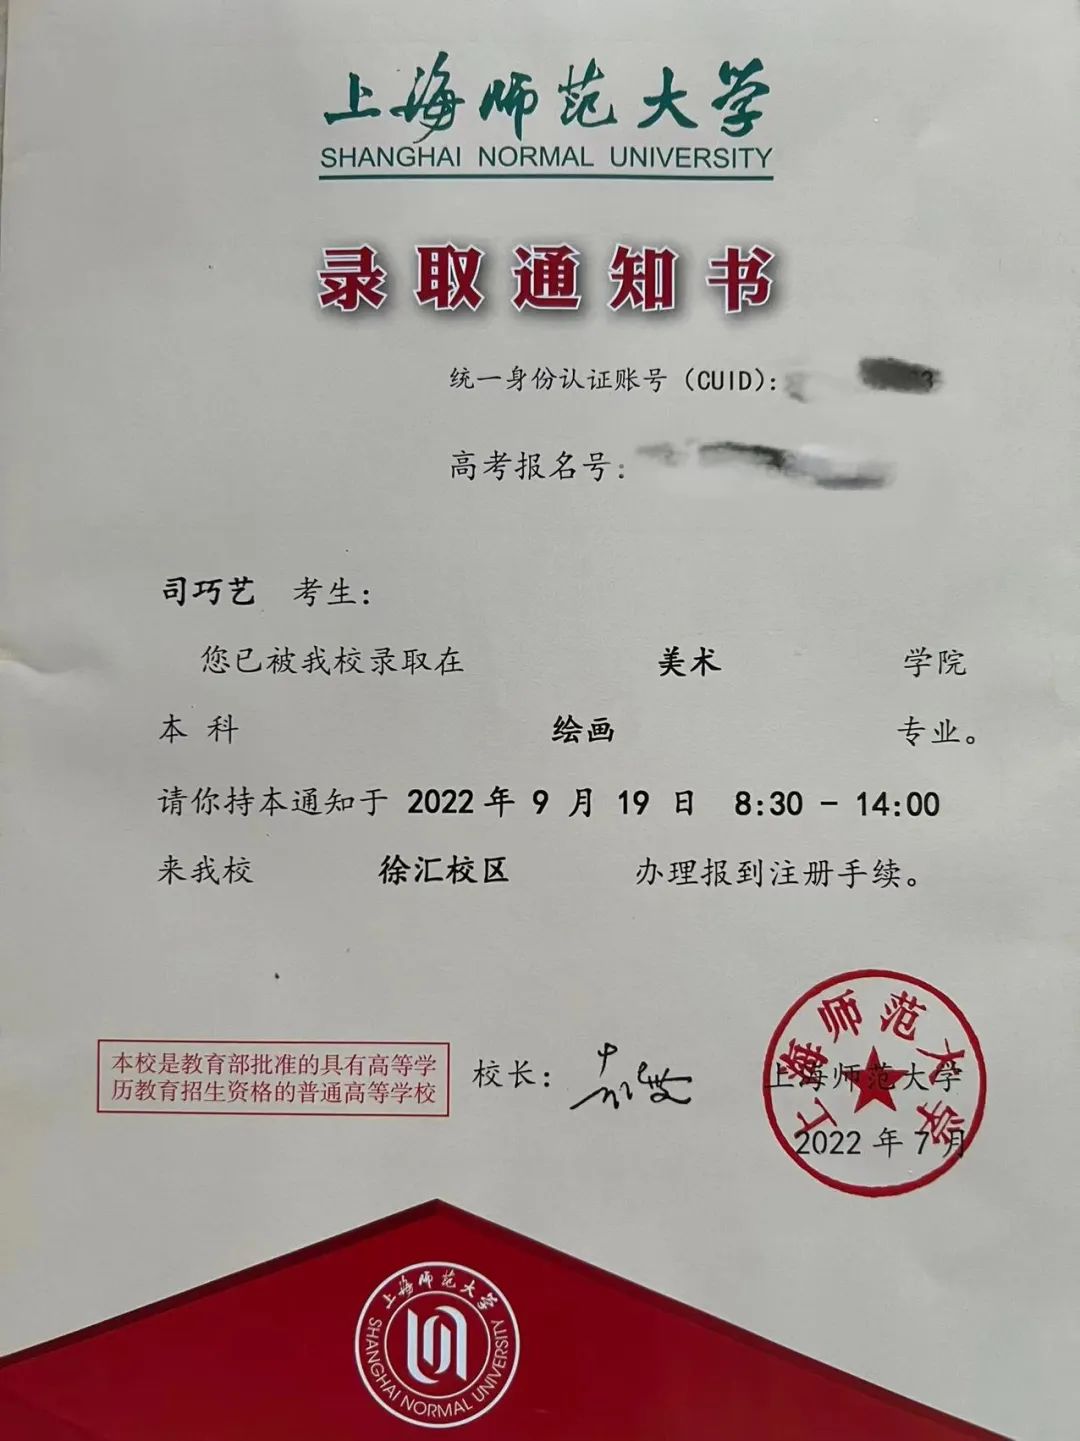 上海师范大学
SHANGHAI NORMAL UNIVERSITY
录取通知书
统一身份认证账号（CUID）：
高考报名号：
司巧艺 考生：
您已被我校录取在 美术 学院
本 科 绘画 专业。
请你持本通知于 2022 年 9 月 19 日 8:30 - 14:00
来我校 徐汇校区 办理报到注册手续。
本校是教育部批准的具有高等学
历教育招生资格的普通高等学校
校长：
上海师范大学
上海师范大学
2022 年 7 月
上海师范大学
SHANGHAI NORMAL UNIVERSITY